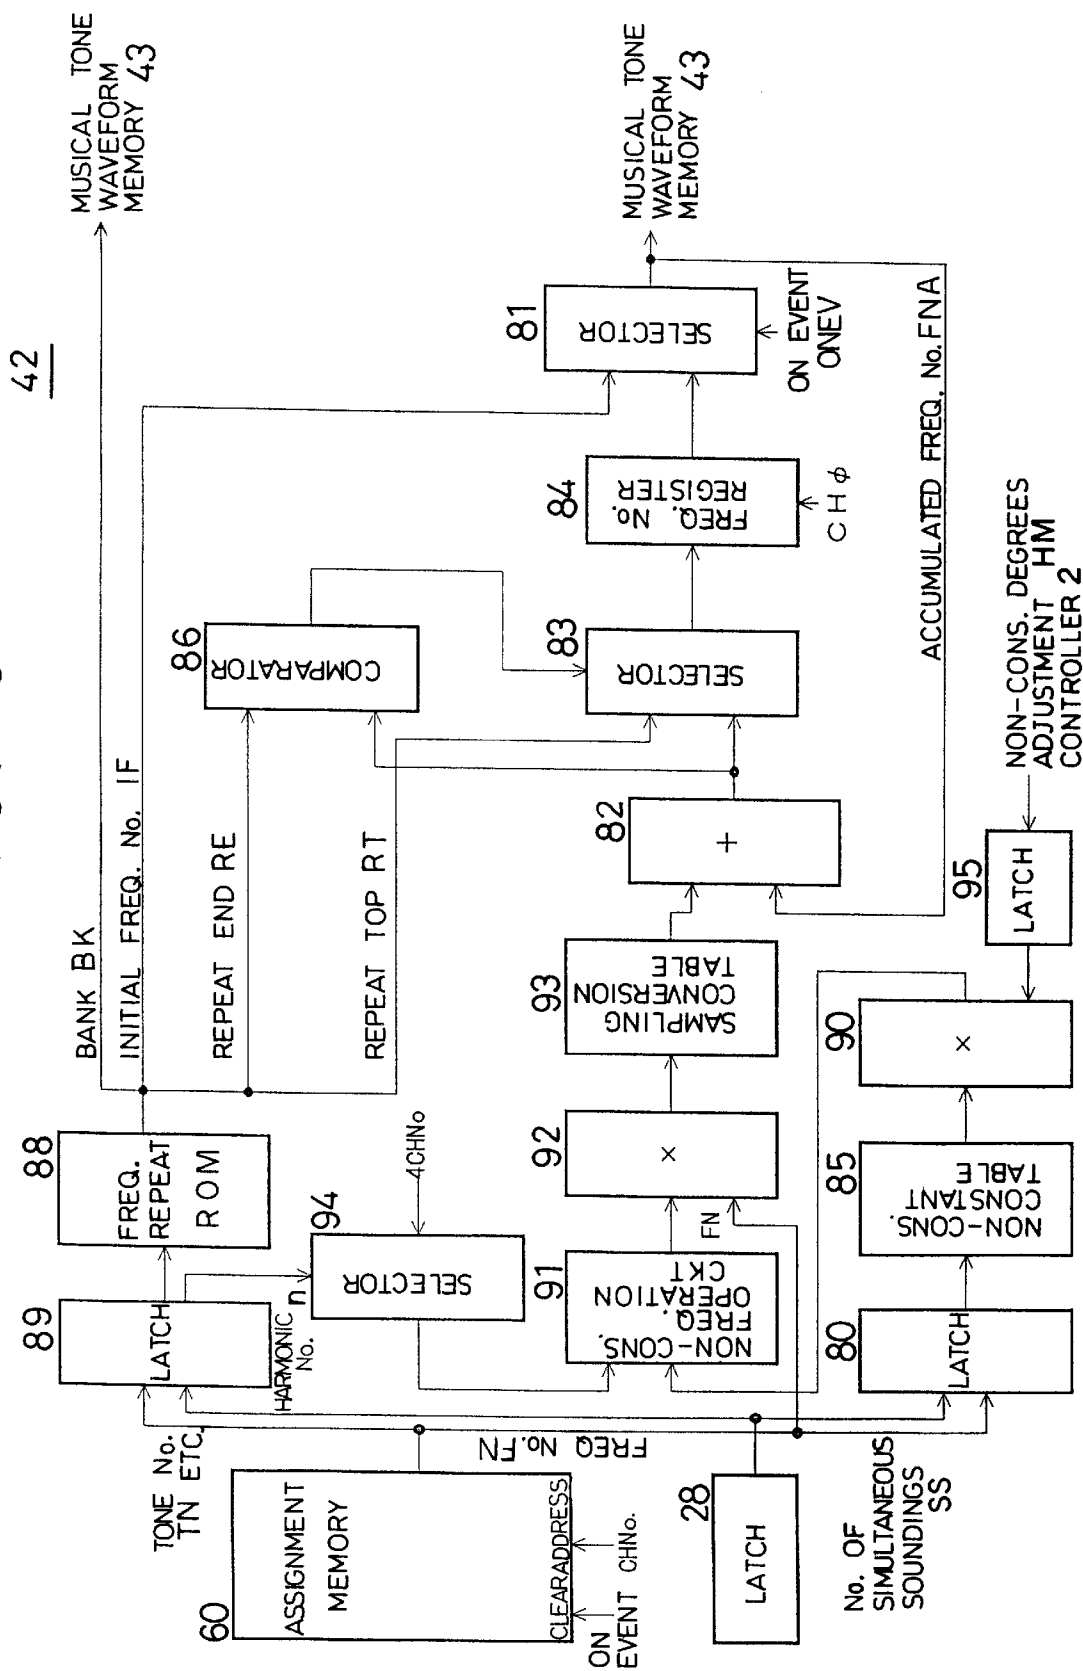 42
BANK BK
MUSICAL TONE
WAVEFORM
MEMORY 43
INITIAL FREQ. No. IF
REPEAT END RE
REPEAT TOP RT
88
FREQ.
REPEAT
ROM
89
LATCH
HARMONIC
No.
n
TONE No.
TN ETC,
94
SELECTOR
4CHNo
86
COMPARATOR
83
SELECTOR
84
FREQ. No.
REGISTER
CHϕ
81
SELECTOR
ON EVENT
ONEV
MUSICAL TONE
WAVEFORM
MEMORY 43
60
ASSIGNMENT
MEMORY
CLEARADDRESS
ON
EVENT
CHNo.
FREQ No.FN
91
NON-CONS.
FREQ.
OPERATION
CKT
FN
92
×
93
SAMPLING
CONVERSION
TABLE
82
+
ACCUMULATED FREQ. No.FNA
28
LATCH
No. OF
SIMULTANEOUS
SOUNDINGS
SS
80
LATCH
85
NON-CONS.
CONSTANT
TABLE
90
×
95
LATCH
NON-CONS. DEGREES
ADJUSTMENT HM
CONTROLLER 2